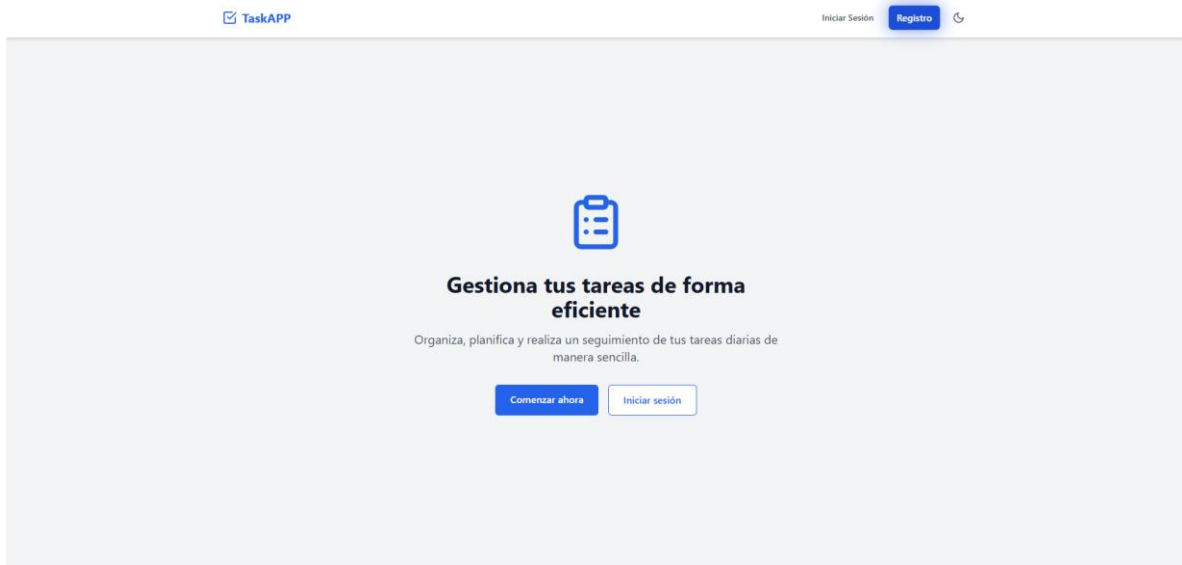 TaskAPP
Iniciar Sesión
Registro
Gestiona tus tareas de forma
eficiente
Organiza, planifica y realiza un seguimiento de tus tareas diarias de
manera sencilla.
Comenzar ahora
Iniciar sesión